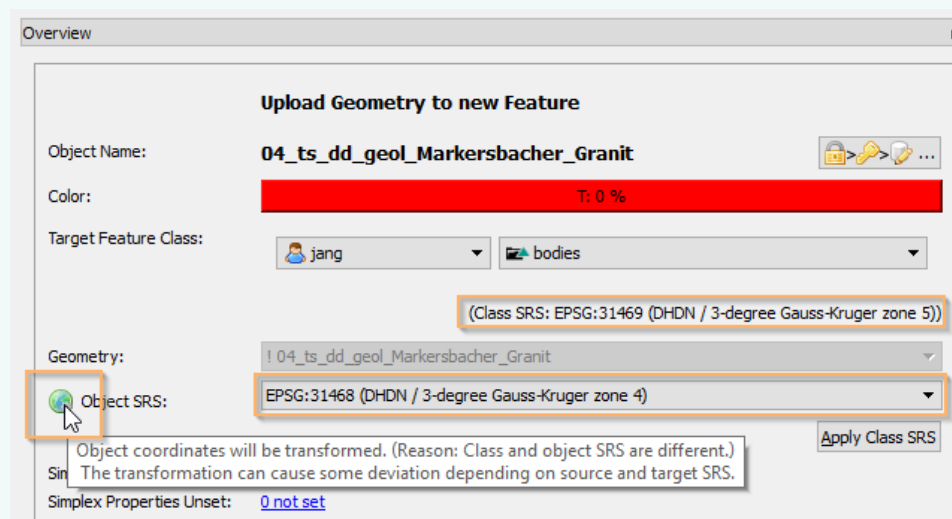 Overview
Upload Geometry to new Feature
Object Name:
04_ts_dd_geol_Markersbacher_Granit
> > ...
Color:
T: 0 %
Target Feature Class:
jang
bodies
(Class SRS: EPSG:31469 (DHDN / 3-degree Gauss-Kruger zone 5))
Geometry:
! 04_ts_dd_geol_Markersbacher_Granit
Object SRS:
EPSG:31468 (DHDN / 3-degree Gauss-Kruger zone 4)
Apply Class SRS
Object coordinates will be transformed. (Reason: Class and object SRS are different.)
The transformation can cause some deviation depending on source and target SRS.
Simplex Properties Unset:
0 not set